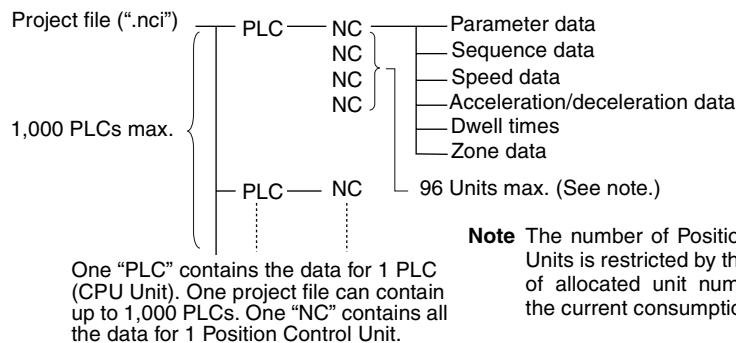 Project file (".nci")
PLC NC Parameter data
NC Sequence data
NC Speed data
NC Acceleration/deceleration data
1,000 PLCs max. Dwell times
Zone data
PLC NC 96 Units max. (See note.)
Note The number of Position
Units is restricted by th
of allocated unit num
the current consumptio
One "PLC" contains the data for 1 PLC
(CPU Unit). One project file can contain
up to 1,000 PLCs. One "NC" contains all
the data for 1 Position Control Unit.